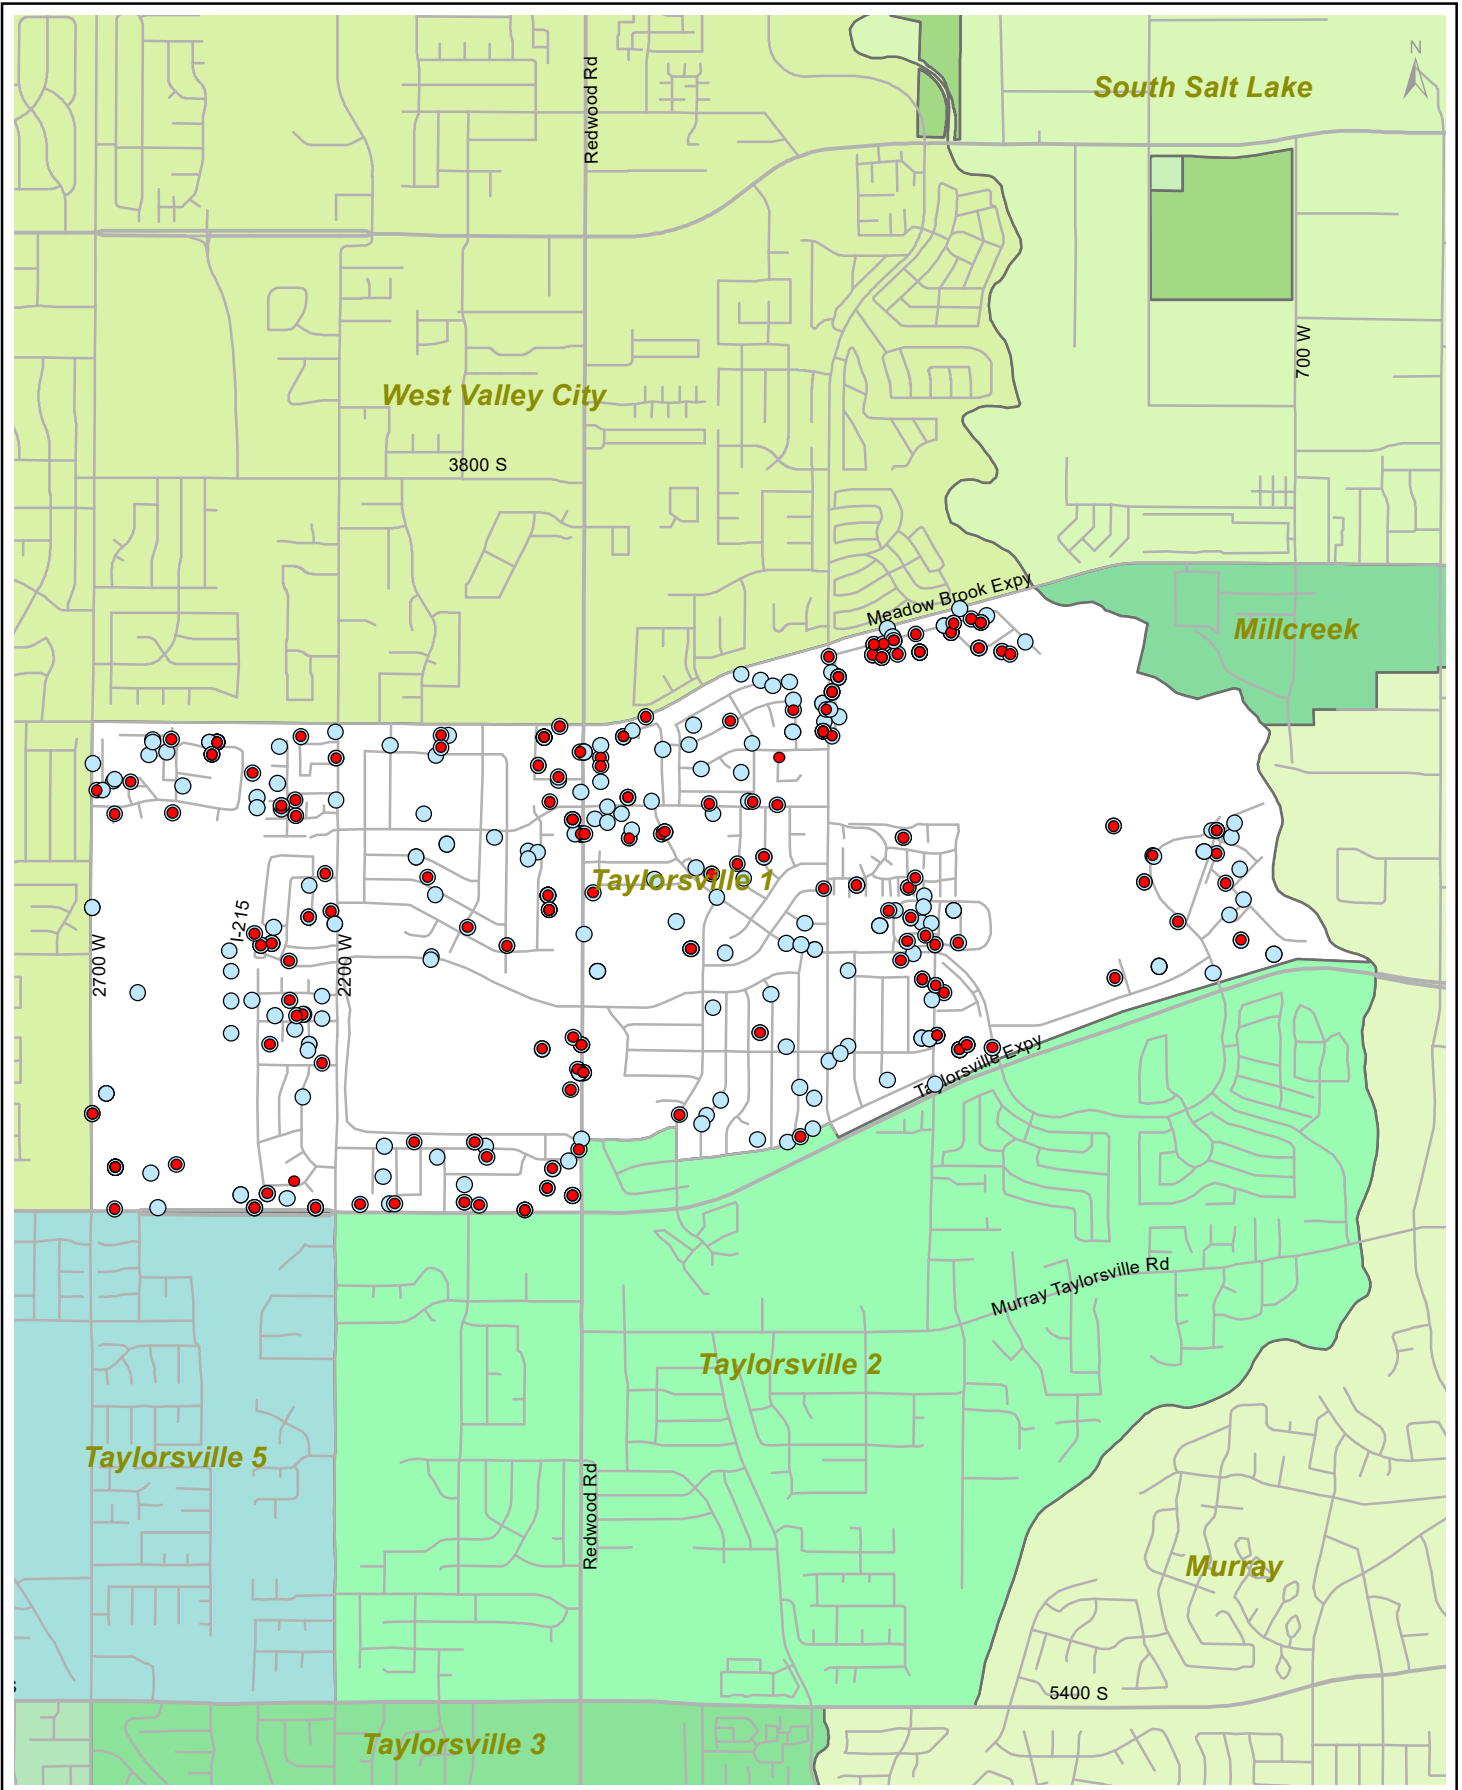 N
South Salt Lake
Redwood Rd
700 W
West Valley City
3800 S
Meadow Brook Expy
Millcreek
Taylorsville 1
I-215
2700 W
2200 W
Taylorsville Expy
Murray Taylorsville Rd
Taylorsville 2
Taylorsville 5
Redwood Rd
Murray
5400 S
Taylorsville 3